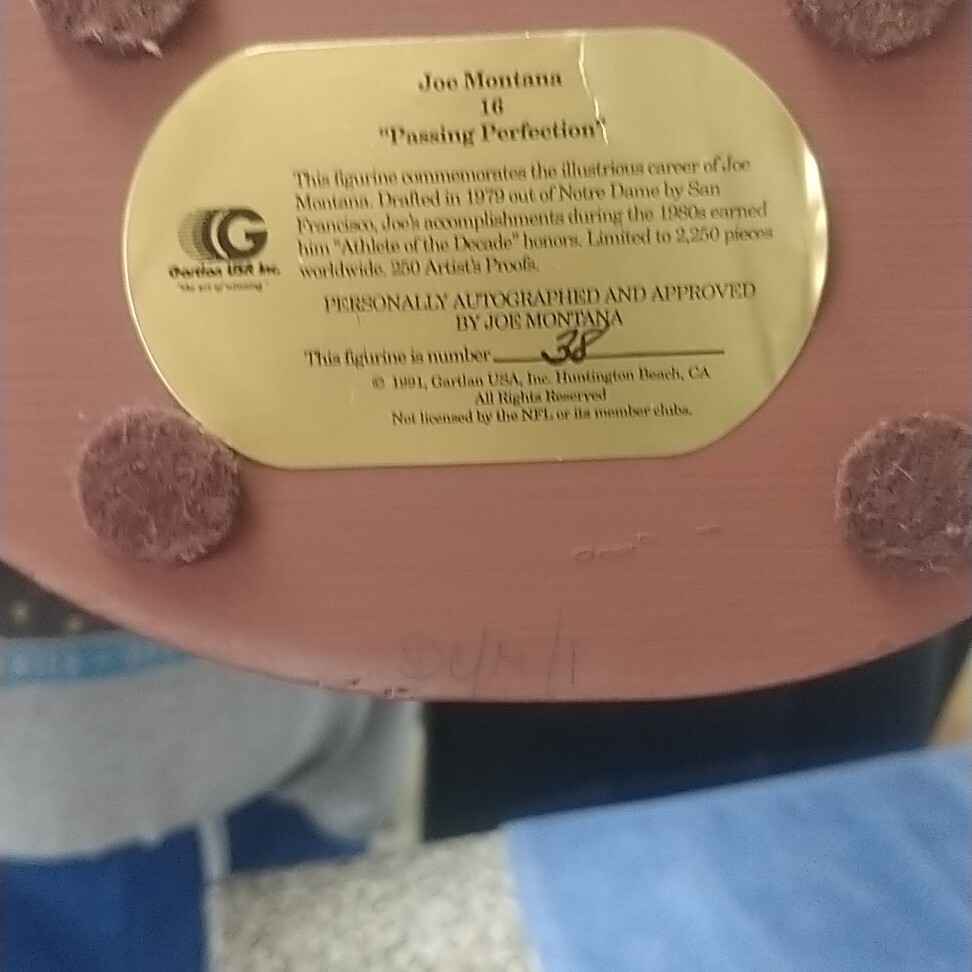 Joe Montana
16
"Passing Perfection"
This figurine commemorates the illustrious career of Joe
Montana. Drafted in 1979 out of Notre Dame by San
Francisco, Joe's accomplishments during the 1980s earned
him "Athlete of the Decade" honors. Limited to 2,250 pieces
worldwide. 250 Artist's Proofs.
G
Gartlan USA Inc.
"the art of winning"
PERSONALLY AUTOGRAPHED AND APPROVED
BY JOE MONTANA
This figurine is number 38
© 1991, Gartlan USA, Inc. Huntington Beach, CA
All Rights Reserved
Not licensed by the NFL or its member clubs.